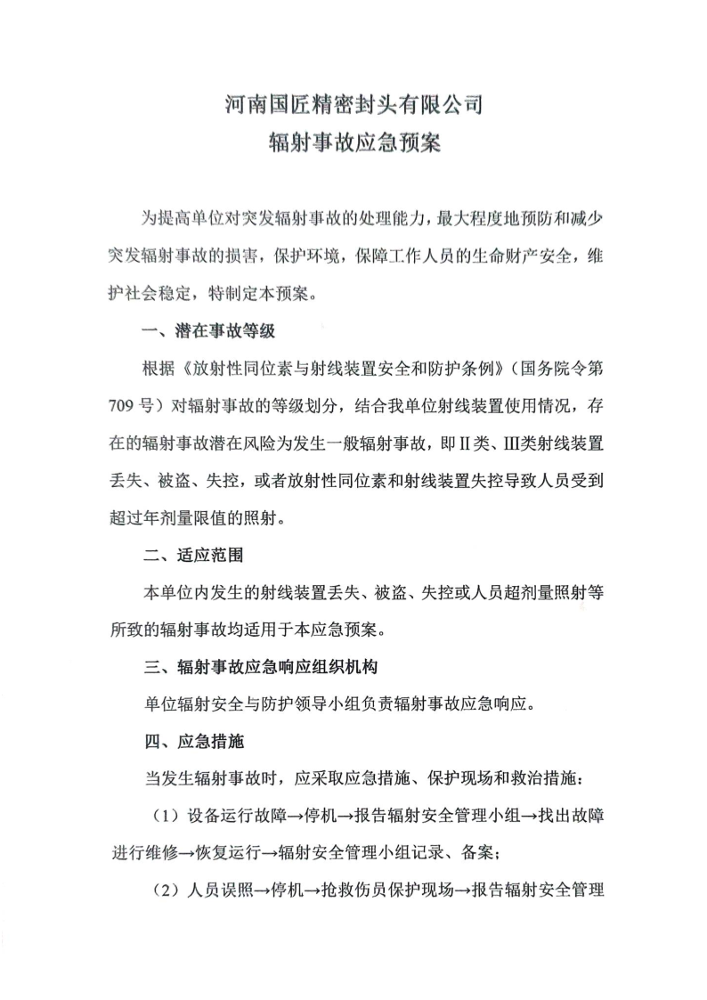 河南国匠精密封头有限公司
辐射事故应急预案
为提高单位对突发辐射事故的处理能力，最大程度地预防和减少
突发辐射事故的损害，保护环境，保障工作人员的生命财产安全，维
护社会稳定，特制定本预案。
一、潜在事故等级
根据《放射性同位素与射线装置安全和防护条例》（国务院令第
709 号）对辐射事故的等级划分，结合我单位射线装置使用情况，存
在的辐射事故潜在风险为发生一般辐射事故，即Ⅱ类、Ⅲ类射线装置
丢失、被盗、失控，或者放射性同位素和射线装置失控导致人员受到
超过年剂量限值的照射。
二、适应范围
本单位内发生的射线装置丢失、被盗、失控或人员超剂量照射等
所致的辐射事故均适用于本应急预案。
三、辐射事故应急响应组织机构
单位辐射安全与防护领导小组负责辐射事故应急响应。
四、应急措施
当发生辐射事故时，应采取应急措施、保护现场和救治措施：
（1）设备运行故障→停机→报告辐射安全管理小组→找出故障
进行维修→恢复运行→辐射安全管理小组记录、备案；
（2）人员误照→停机→抢救伤员保护现场→报告辐射安全管理